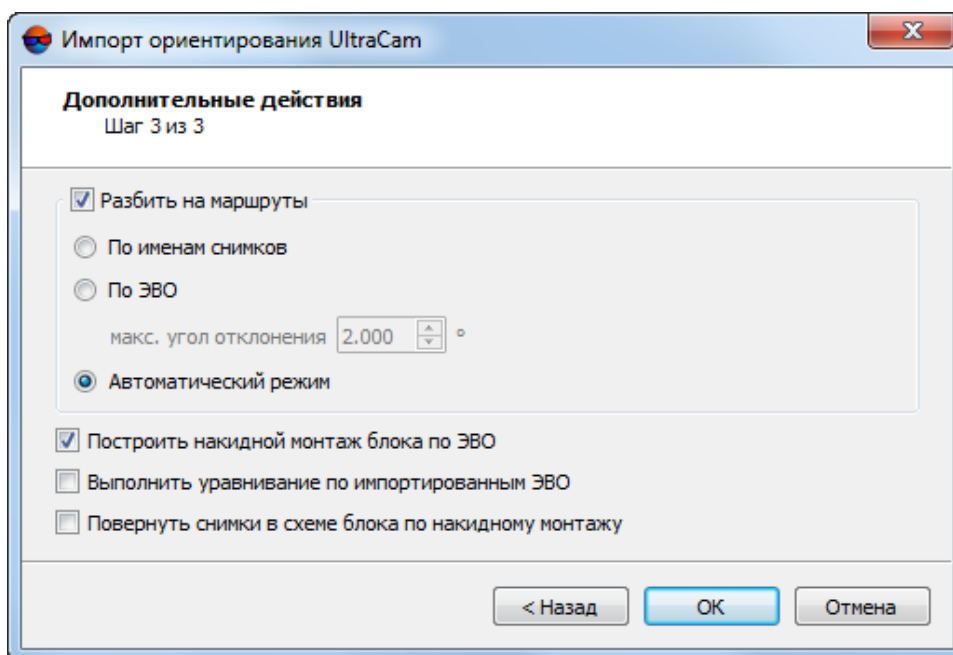 Импорт ориентирования UltraCam
Дополнительные действия
Шаг 3 из 3
Разбить на маршруты
По именам снимков
По ЭВО
макс. угол отклонения 2.000 °
Автоматический режим
Построить накидной монтаж блока по ЭВО
Выполнить уравнивание по импортированным ЭВО
Повернуть снимки в схеме блока по накидному монтажу
< Назад ОК Отмена